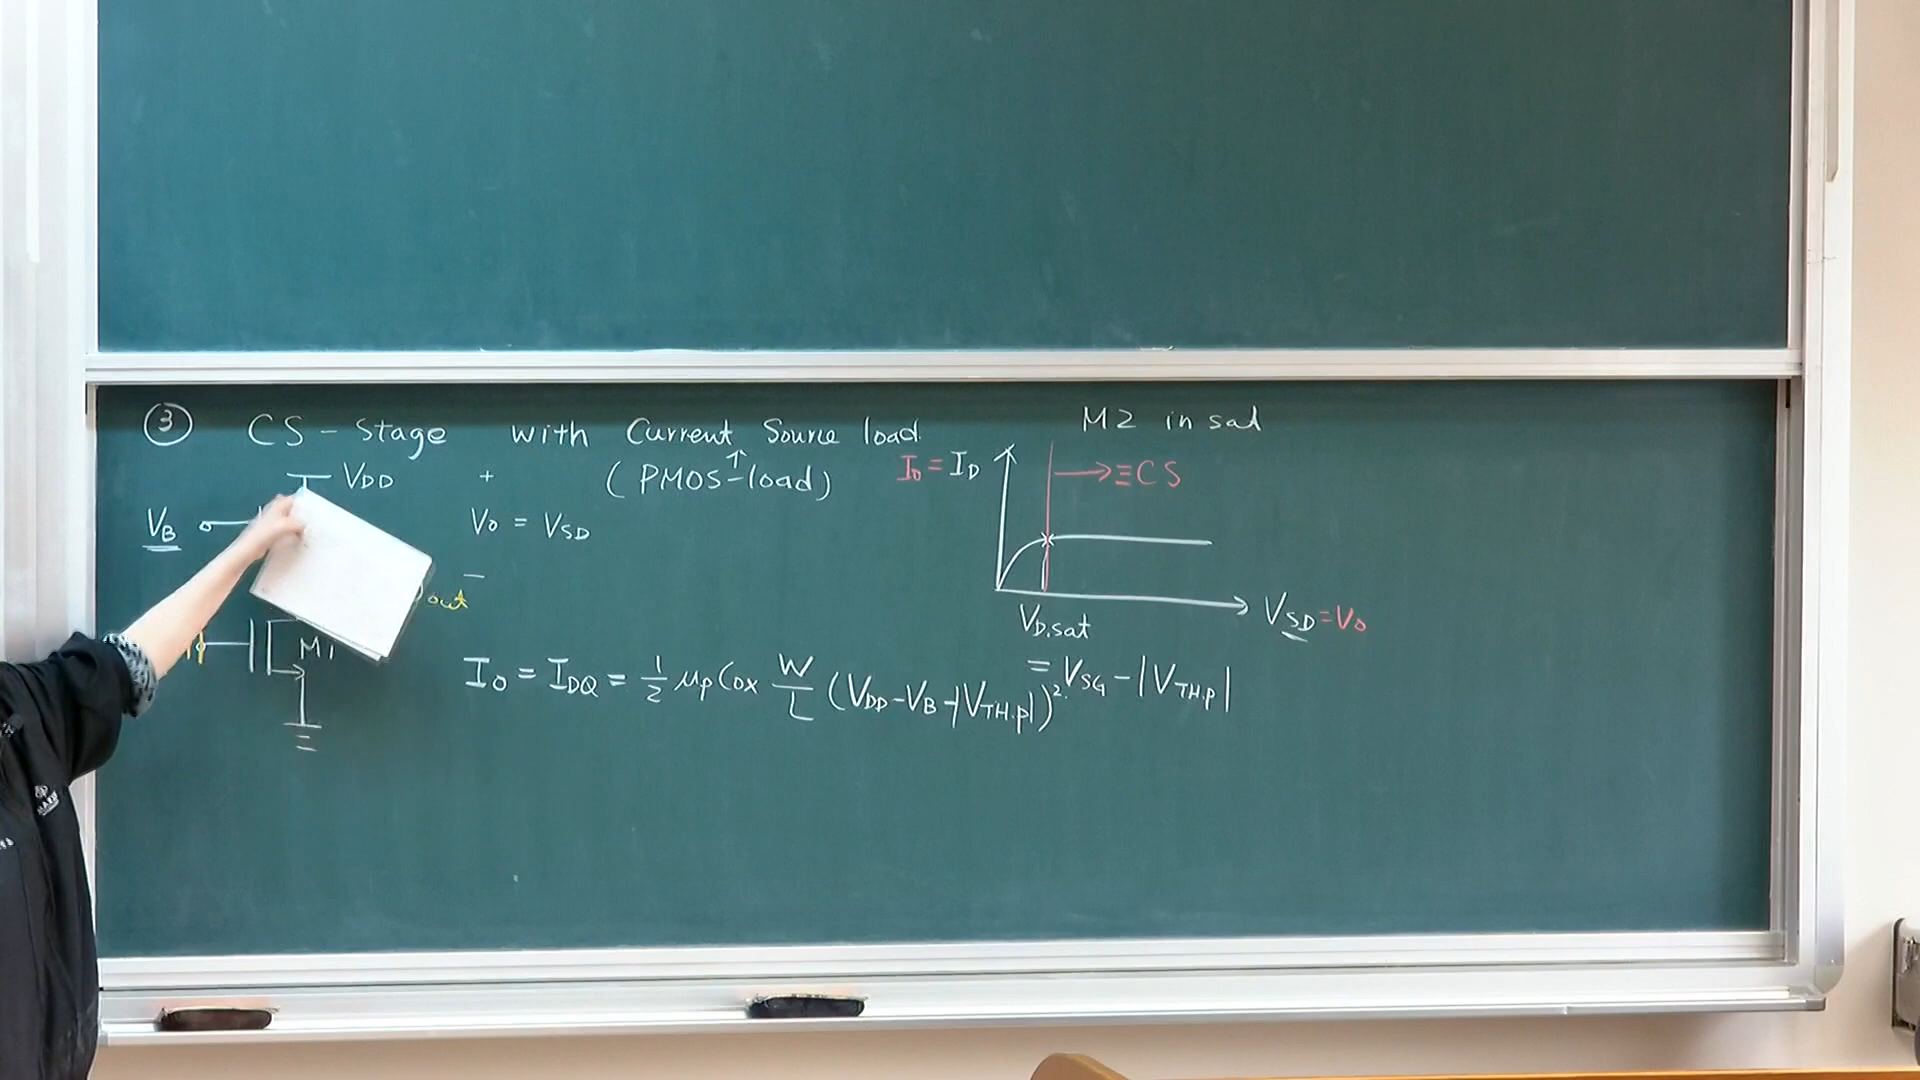 ③ CS - Stage with Current Source load
↑
(PMOS-load)
VDD
+
VB
Vo = VSD
-
out
M1
Io = IDQ = 1/2 μp Cox W/L (VDD - VB - |VTH.p|)².
M2 in sat
Io = ID
→ ≡ CS
VSD = Vo
VD,sat
= VSG - |VTH.p|